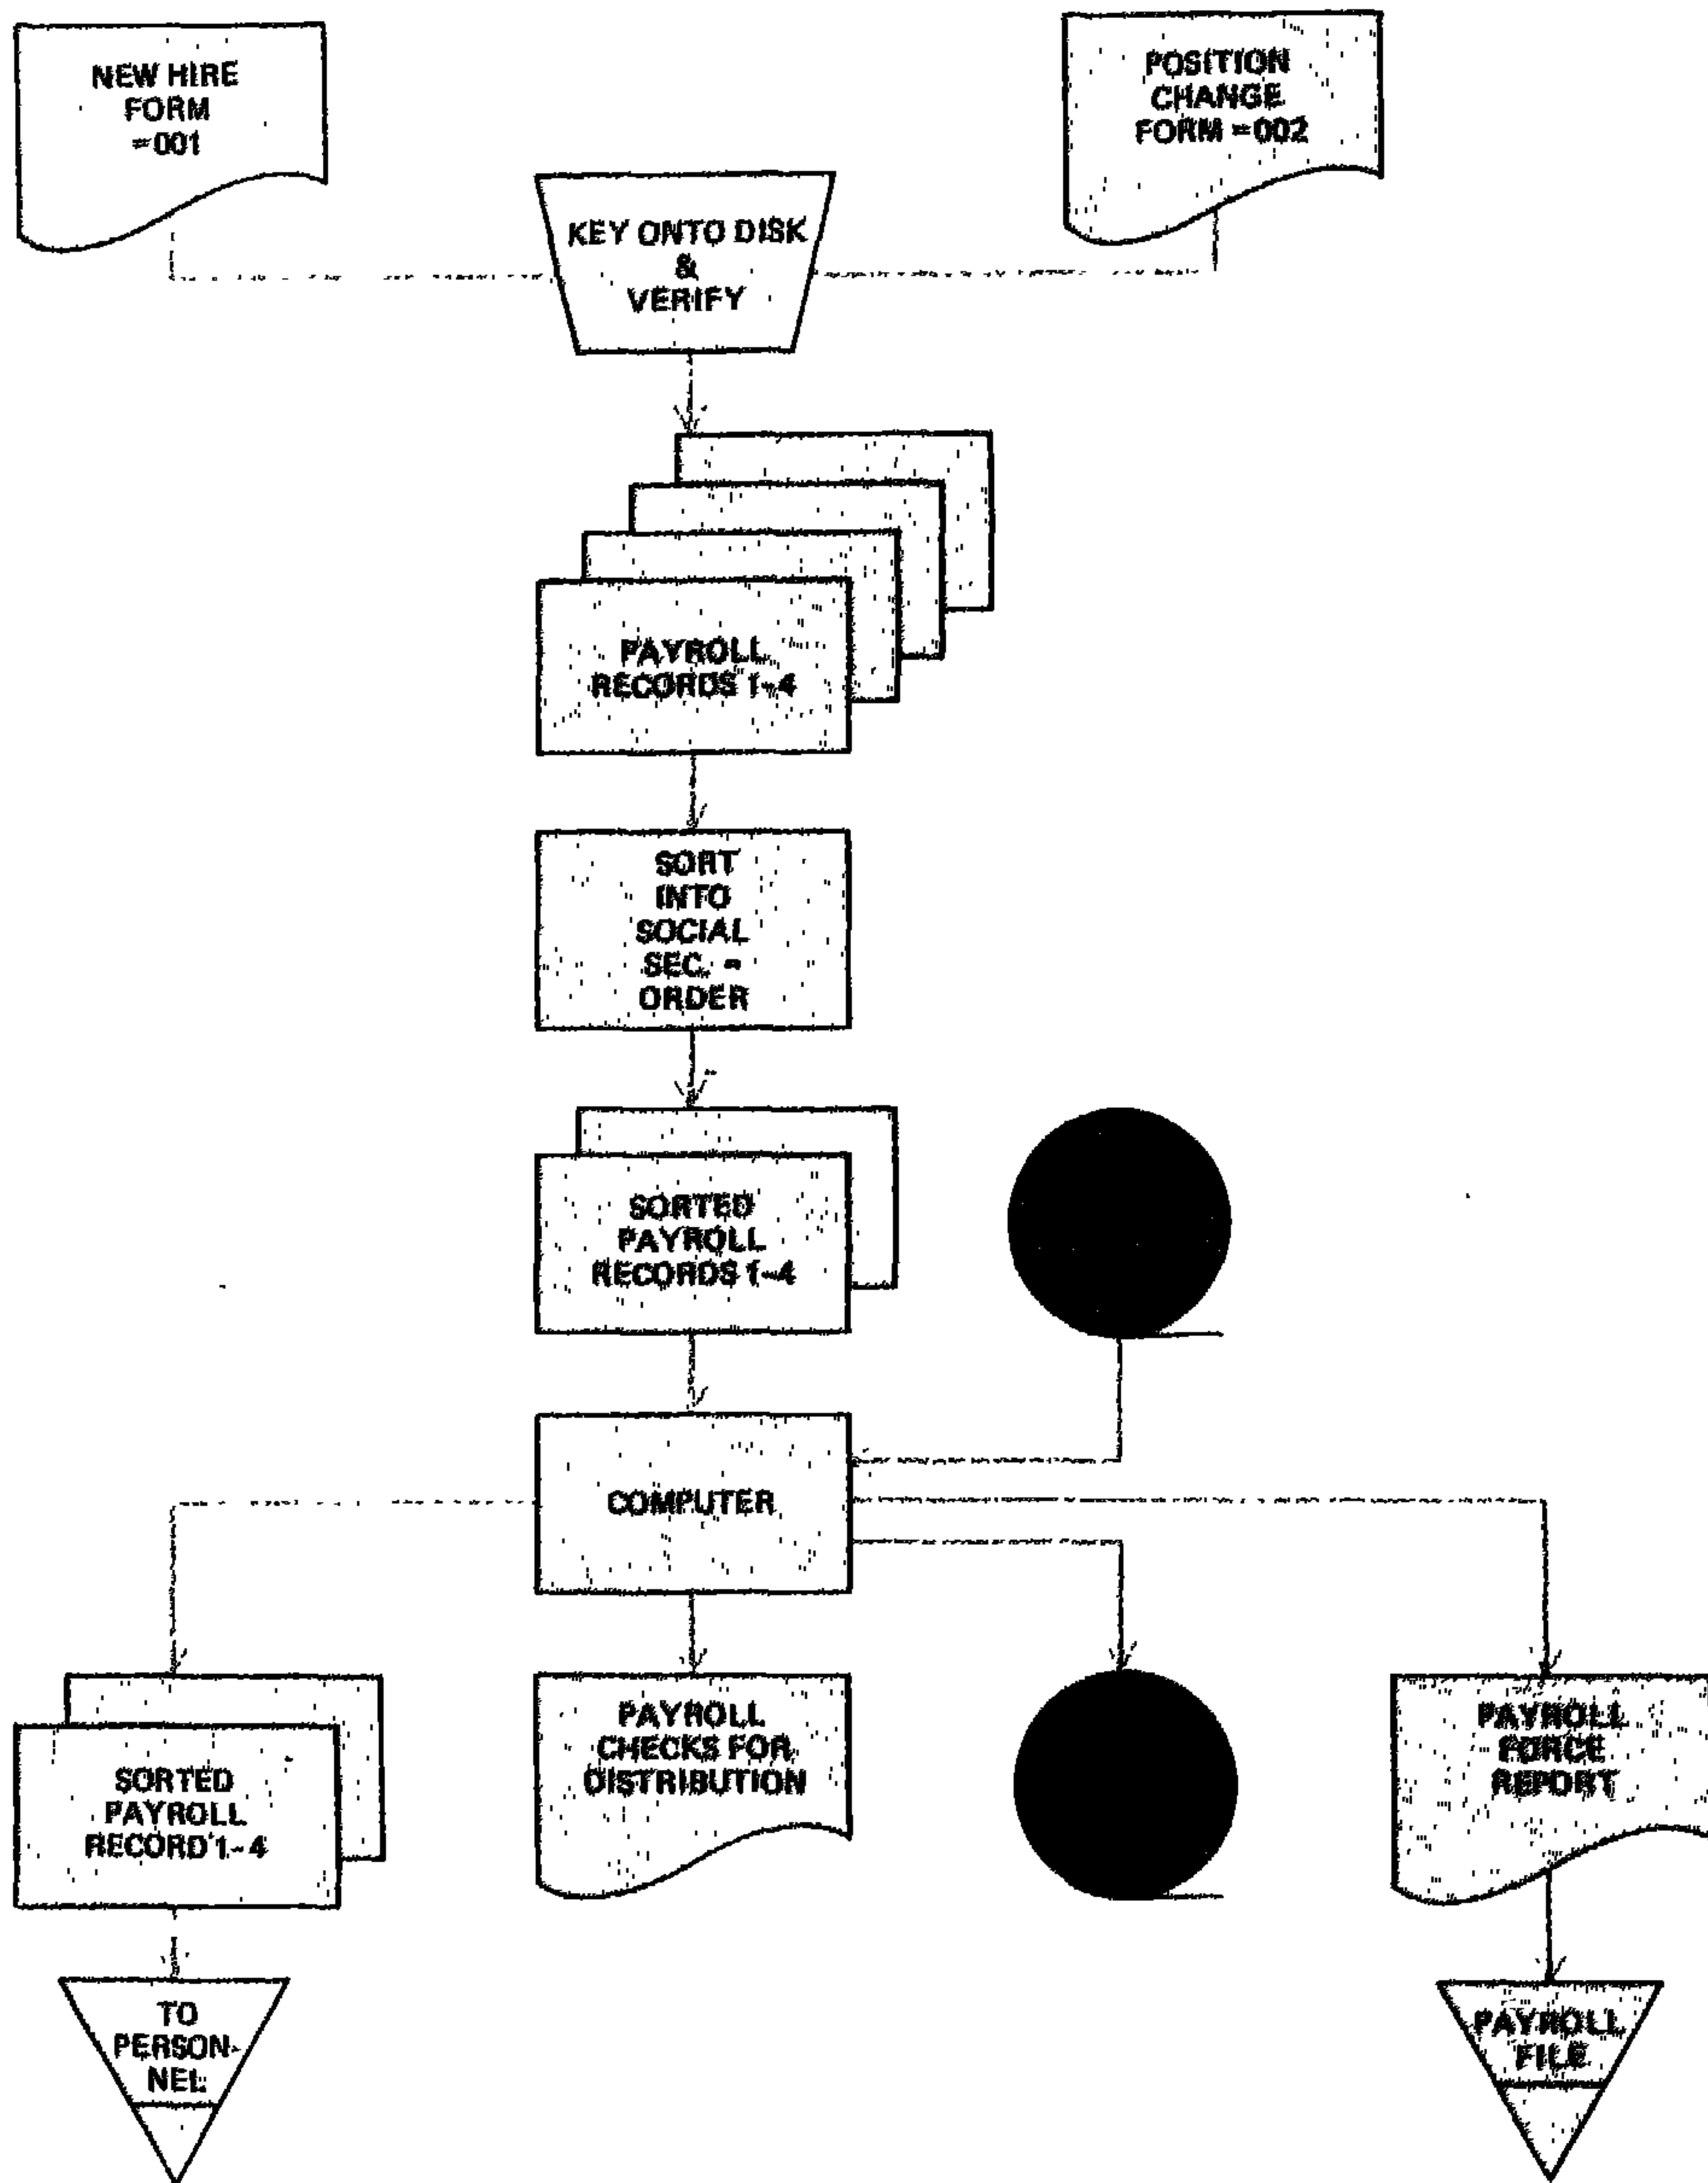 NEW HIRE
FORM
=001
POSITION
CHANGE
FORM =002
KEY ONTO DISK
&
VERIFY
PAYROLL
RECORDS 1-4
SORT
INTO
SOCIAL
SEC. =
ORDER
SORTED
PAYROLL
RECORDS 1-4
COMPUTER
SORTED
PAYROLL
RECORD 1-4
PAYROLL
CHECKS FOR
DISTRIBUTION
PAYROLL
FORCE
REPORT
TO
PERSON-
NEL
PAYROLL
FILE